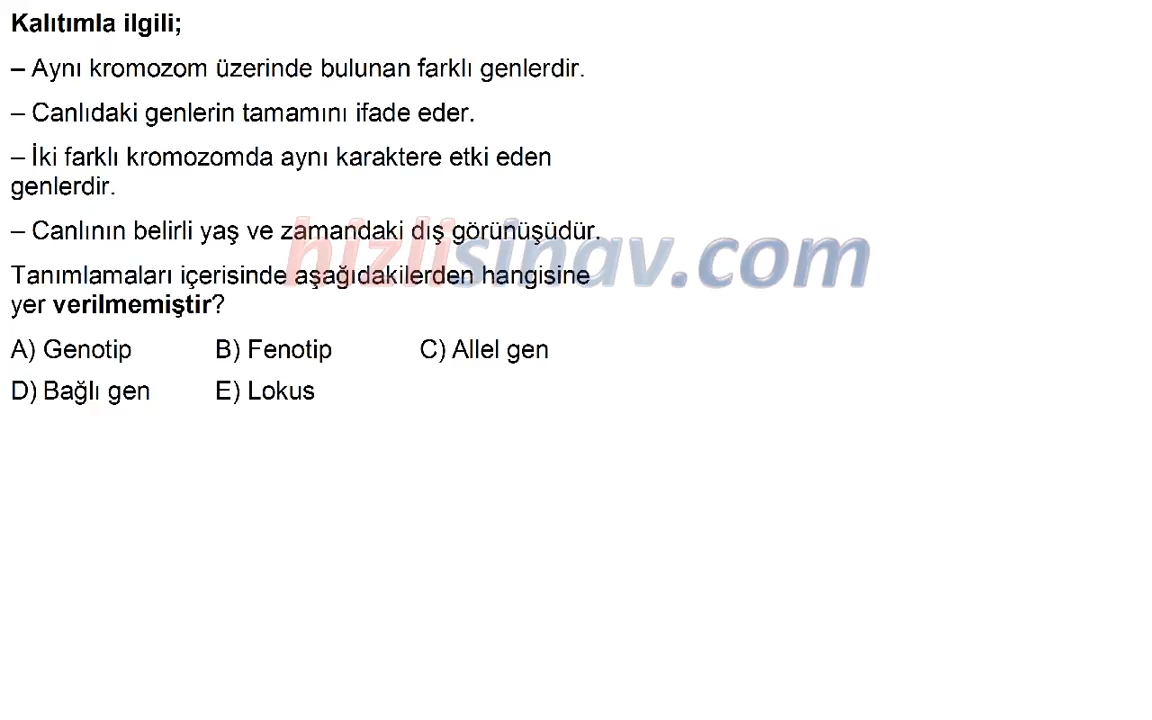 Kalıtımla ilgili;
– Aynı kromozom üzerinde bulunan farklı genlerdir.
– Canlıdaki genlerin tamamını ifade eder.
– İki farklı kromozomda aynı karaktere etki eden
genlerdir.
– Canlının belirli yaş ve zamandaki dış görünüşüdür.
hizlisinav.com
Tanımlamaları içerisinde aşağıdakilerden hangisine
yer verilmemiştir?
A) Genotip B) Fenotip C) Allel gen
D) Bağlı gen E) Lokus